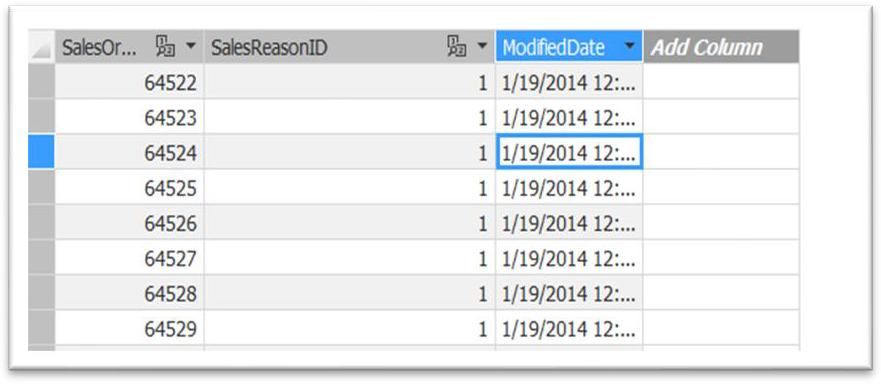 SalesOr... SalesReasonID ModifiedDate Add Column
64522 1 1/19/2014 12:...
64523 1 1/19/2014 12:...
64524 1 1/19/2014 12:...
64525 1 1/19/2014 12:...
64526 1 1/19/2014 12:...
64527 1 1/19/2014 12:...
64528 1 1/19/2014 12:...
64529 1 1/19/2014 12:...